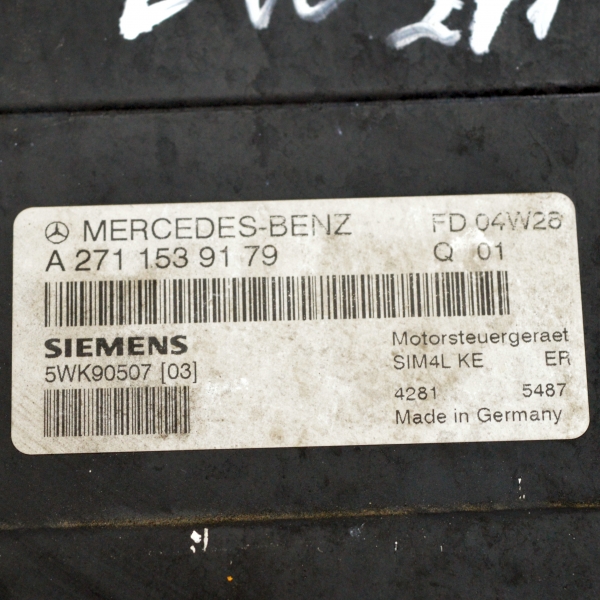 MERCEDES-BENZ FD 04W28
A 271 153 91 79 Q 01
SIEMENS
5WK90507 [03]
Motorsteuergeraet
SIM4L KE ER
4281 5487
Made in Germany